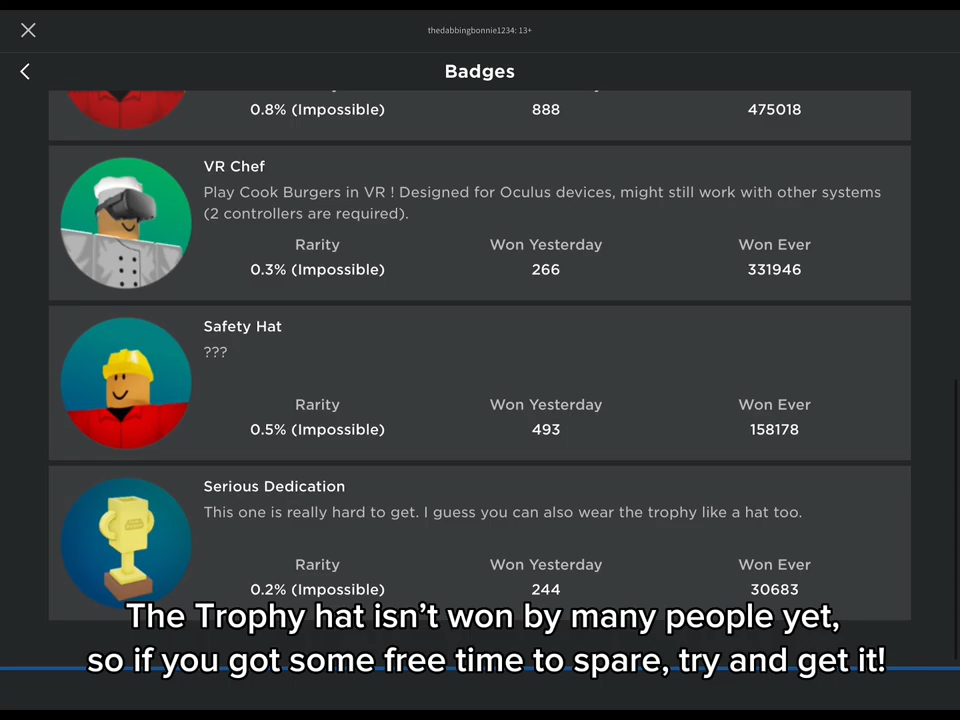 thedabbingbonnie1234: 13+
Badges
0.8% (Impossible) 888 475018
VR Chef
Play Cook Burgers in VR ! Designed for Oculus devices, might still work with other systems
(2 controllers are required).
Rarity Won Yesterday Won Ever
0.3% (Impossible) 266 331946
Safety Hat
???
Rarity Won Yesterday Won Ever
0.5% (Impossible) 493 158178
Serious Dedication
This one is really hard to get. I guess you can also wear the trophy like a hat too.
Rarity Won Yesterday Won Ever
0.2% (Impossible) 244 30683
The Trophy hat isn't won by many people yet,
so if you got some free time to spare, try and get it!